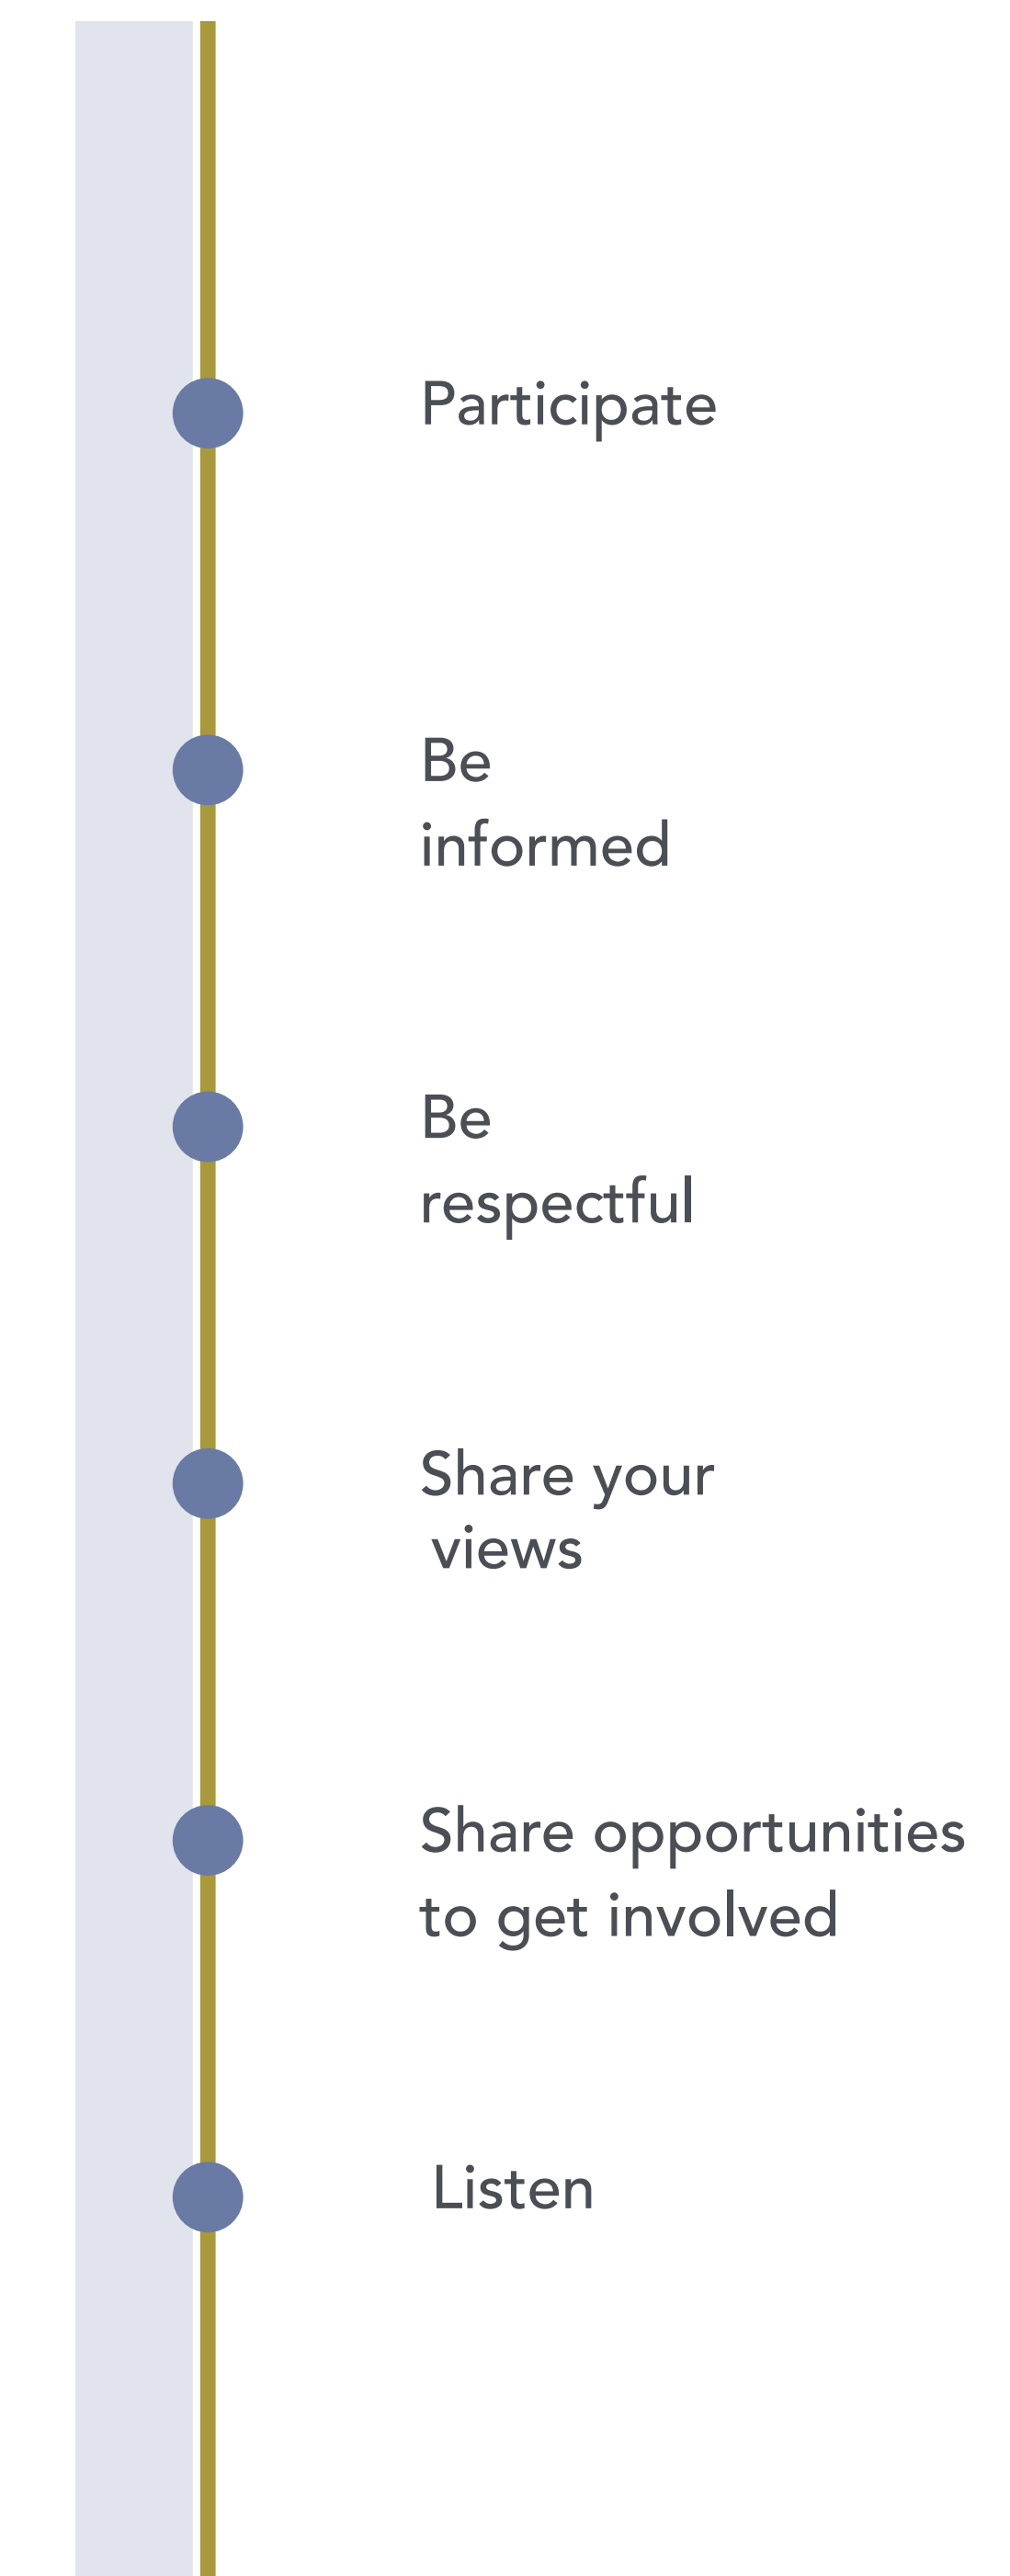 Participate
Be
informed
Be
respectful
Share your
views
Share opportunities
to get involved
Listen